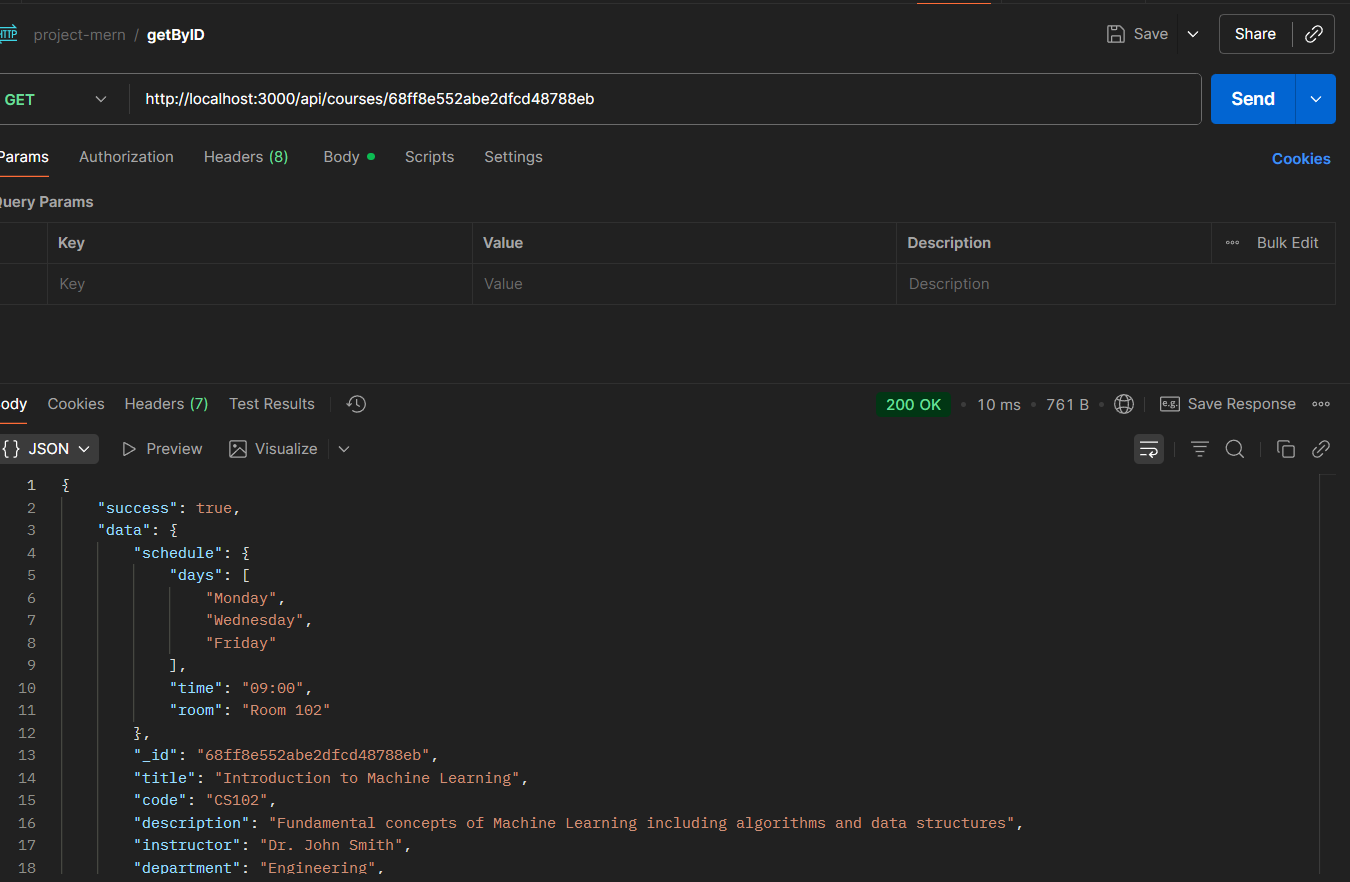 HTTP project-mern / getByID Save Share
GET http://localhost:3000/api/courses/68ff8e552abe2dfcd48788eb Send
Params Authorization Headers (8) Body Scripts Settings Cookies
Query Params
Key Value Description Bulk Edit
Key Value Description
Body Cookies Headers (7) Test Results 200 OK 10 ms 761 B e.g. Save Response
{} JSON Preview Visualize
1 {
2 "success": true,
3 "data": {
4 "schedule": {
5 "days": [
6 "Monday",
7 "Wednesday",
8 "Friday"
9 ],
10 "time": "09:00",
11 "room": "Room 102"
12 },
13 "_id": "68ff8e552abe2dfcd48788eb",
14 "title": "Introduction to Machine Learning",
15 "code": "CS102",
16 "description": "Fundamental concepts of Machine Learning including algorithms and data structures",
17 "instructor": "Dr. John Smith",
18 "department": "Engineering",